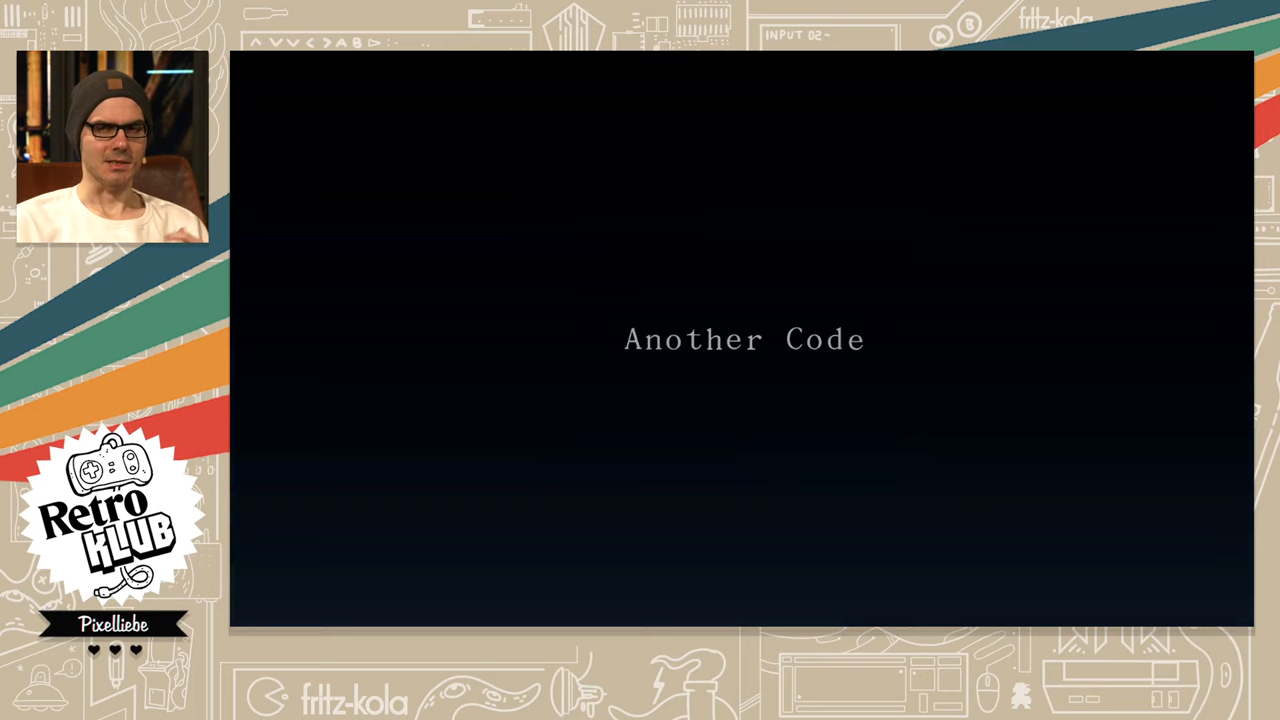 fritz-kola
INPUT 02~
Another Code
Retro
KLUB
Pixelliebe
fritz-kola